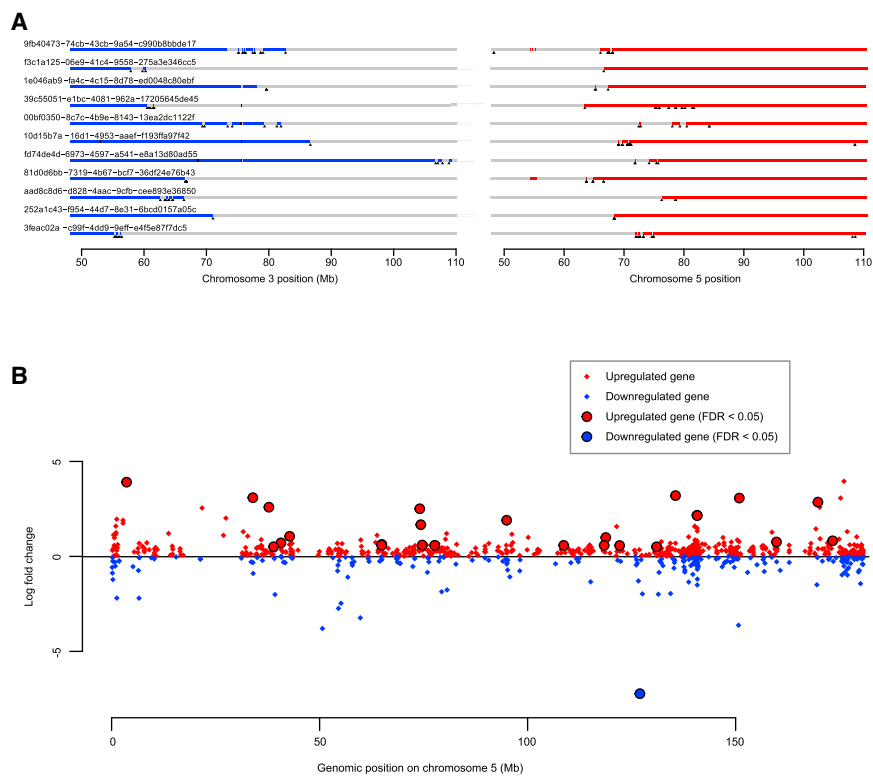 A
9fb40473-74cb-43cb-9a54-c990b8bbde17
f3c1a125-06e9-41c4-9558-275a3e346cc5
1e046ab9-fa4c-4c15-8d78-ed0048c80ebf
39c55051-e1bc-4081-962a-17205645de45
00bf0350-8c7c-4b9e-8143-13ea2dc1122f
10d15b7a -16d1-4953-aaef-f193ffa97f42
fd74de4d-6973-4597-a541-e8a13d80ad55
81d0d6bb-7319-4b67-bcf7-36df24e76b43
aad8c8d6-d828-4aac-9cfb-cee893e36850
252a1c43-f954-44d7-8e31-6bcd0157a05c
3feac02a -c99f-4dd9-9eff-e4f5e87f7dc5
50 60 70 80 90 100 110
Chromosome 3 position (Mb)
50 60 70 80 90 100 110
Chromosome 5 position
B
Upregulated gene
Downregulated gene
Upregulated gene (FDR < 0.05)
Downregulated gene (FDR < 0.05)
5
0
-5
Log fold change
0 50 100 150
Genomic position on chromosome 5 (Mb)